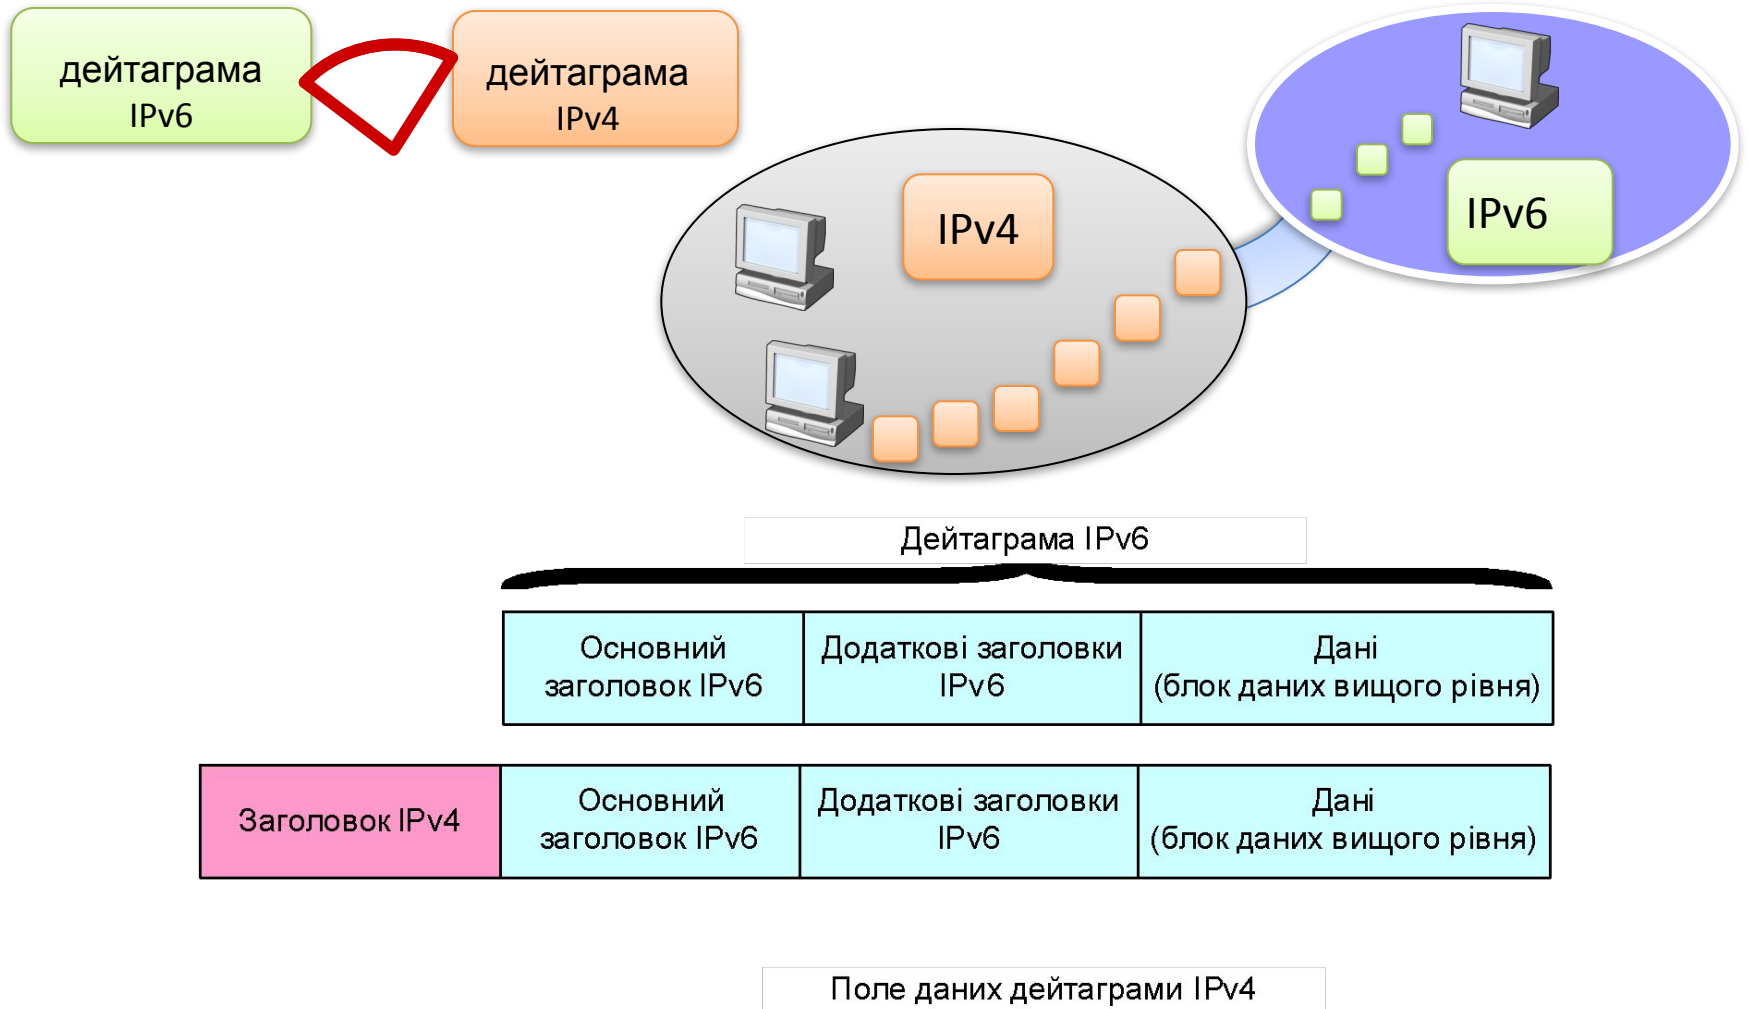 дейтаграма
IPv6
дейтаграма
IPv4
IPv4
IPv6
Дейтаграма IPv6
Основний
заголовок IPv6
Додаткові заголовки
IPv6
Дані
(блок даних вищого рівня)
Заголовок IPv4
Основний
заголовок IPv6
Додаткові заголовки
IPv6
Дані
(блок даних вищого рівня)
Поле даних дейтаграми IPv4